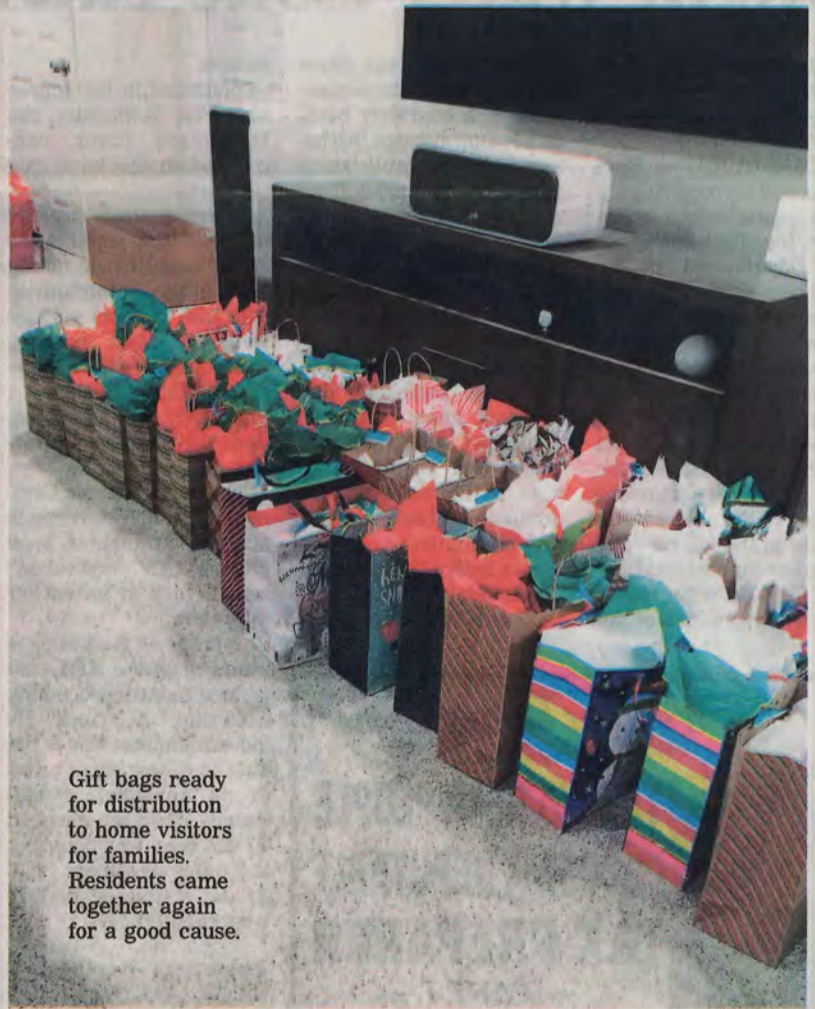 Gift bags ready
for distribution
to home visitors
for families.
Residents came
together again
for a good cause.